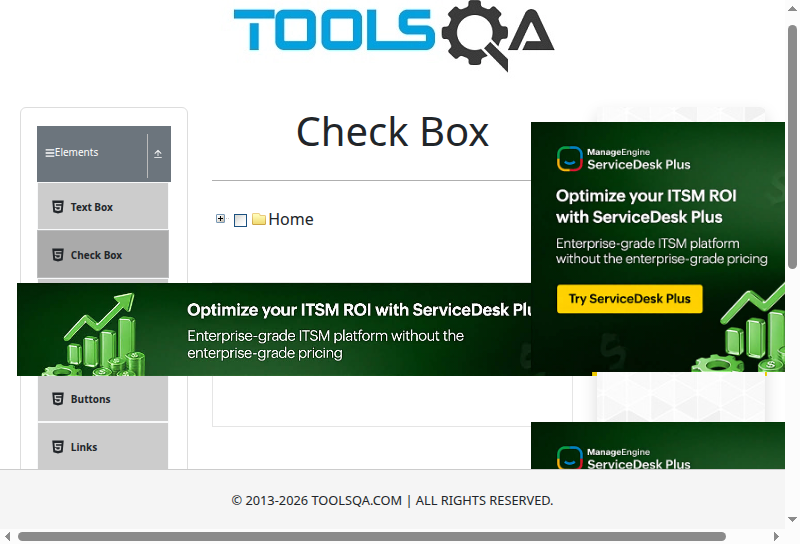 TOOLSQA
Check Box
Elements
Text Box
Check Box
Home
ManageEngine
ServiceDesk Plus
Optimize your ITSM ROI
with ServiceDesk Plus
Enterprise-grade ITSM platform
without the enterprise-grade pricing
Try ServiceDesk Plus
Optimize your ITSM ROI with ServiceDesk Plu
Enterprise-grade ITSM platform without the
enterprise-grade pricing
Buttons
Links
ManageEngine
ServiceDesk Plus
© 2013-2026 TOOLSQA.COM | ALL RIGHTS RESERVED.